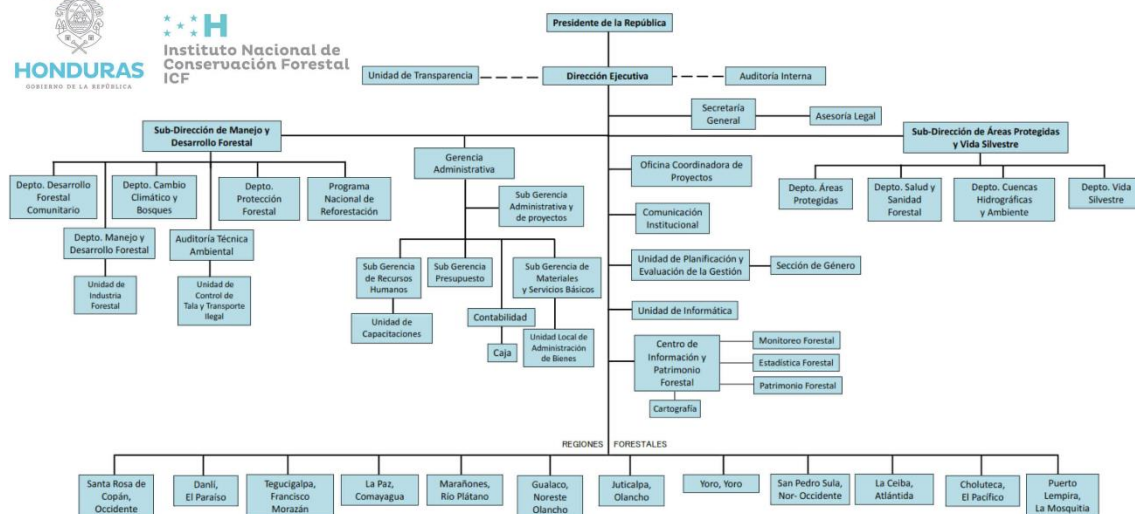 HONDURAS
GOBIERNO DE LA REPÚBLICA
H
Instituto Nacional de
Conservación Forestal
ICF
Presidente de la República
Unidad de Transparencia
Dirección Ejecutiva
Auditoría Interna
Secretaría
General
Asesoría Legal
Sub-Dirección de Manejo y
Desarrollo Forestal
Gerencia
Administrativa
Sub-Dirección de Áreas Protegidas
y Vida Silvestre
Oficina Coordinadora de
Proyectos
Depto. Desarrollo
Forestal
Comunitario
Depto. Cambio
Climático y
Bosques
Depto.
Protección
Forestal
Programa
Nacional de
Reforestación
Sub Gerencia
Administrativa y
de proyectos
Depto. Áreas
Protegidas
Depto. Salud y
Sanidad
Forestal
Depto. Cuencas
Hidrográficas
y Ambiente
Depto. Vida
Silvestre
Comunicación
Institucional
Depto. Manejo y
Desarrollo Forestal
Auditoría Técnica
Ambiental
Unidad de
Industria
Forestal
Unidad de
Control de
Tala y Transporte
Ilegal
Sub Gerencia
de Recursos
Humanos
Sub Gerencia
Presupuesto
Sub Gerencia de
Materiales
y Servicios Básicos
Unidad de Planificación y
Evaluación de la Gestión
Sección de Género
Unidad de
Capacitaciones
Contabilidad
Caja
Unidad Local de
Administración
de Bienes
Unidad de Informática
Centro de
Información y
Patrimonio
Forestal
Monitoreo Forestal
Estadística Forestal
Patrimonio Forestal
Cartografía
REGIONES FORESTALES
Santa Rosa de
Copán,
Occidente
Danlí,
El Paraíso
Tegucigalpa,
Francisco
Morazán
La Paz,
Comayagua
Marañones,
Río Plátano
Gualaco,
Noreste
Olancho
Juticalpa,
Olancho
Yoro, Yoro
San Pedro Sula,
Nor- Occidente
La Ceiba,
Atlántida
Choluteca,
El Pacífico
Puerto
Lempira,
La Mosquitia